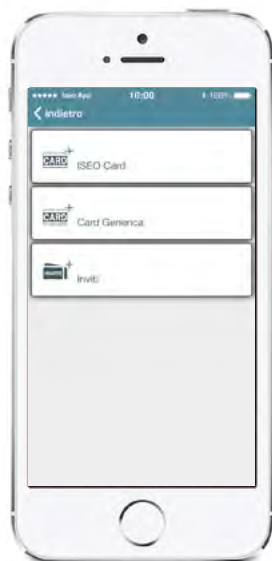 10:00
Indietro
CARD
ISEO Card
CARD
Card Generica
Inviti